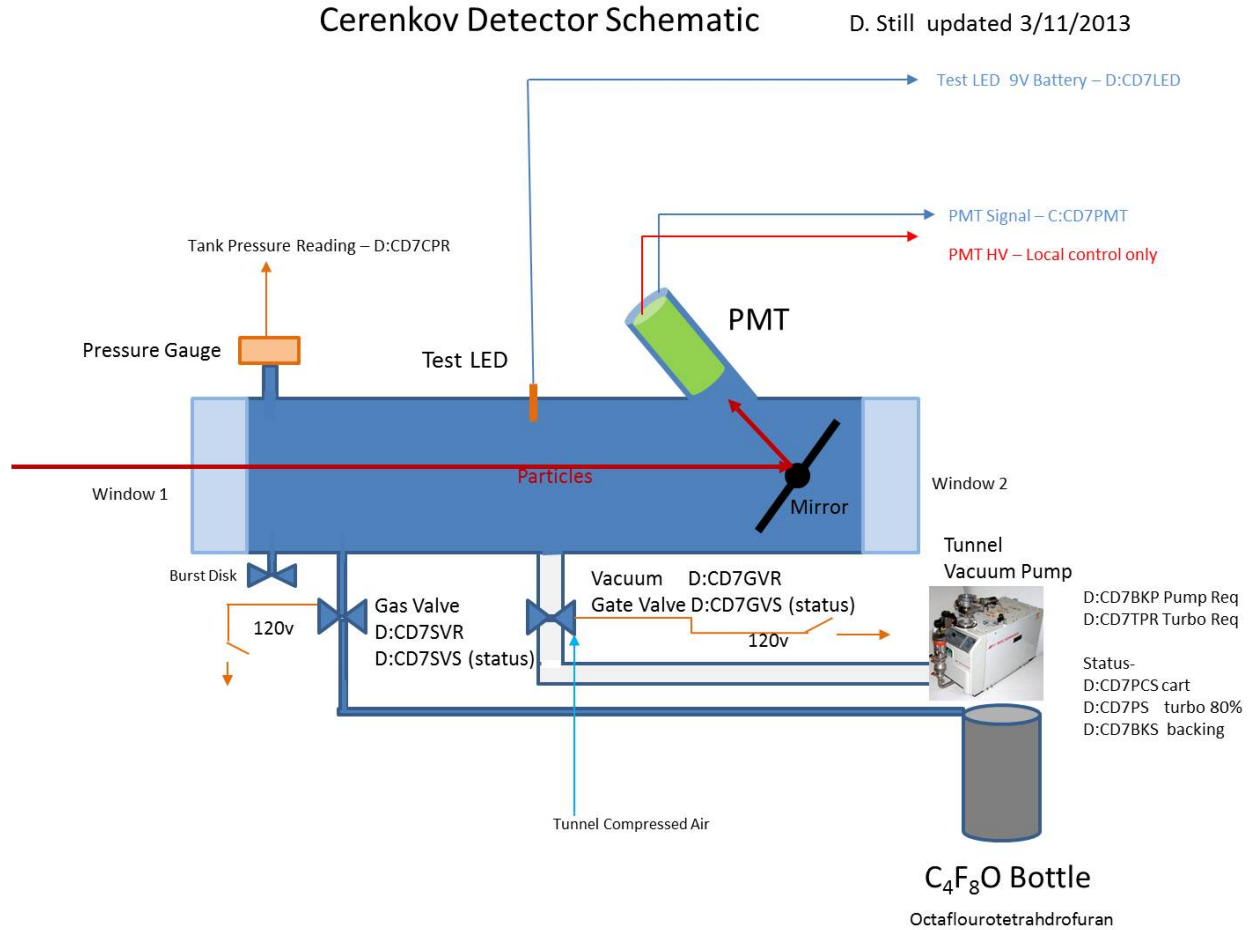 Cerenkov Detector Schematic
D. Still updated 3/11/2013
Test LED 9V Battery – D:CD7LED
PMT Signal – C:CD7PMT
PMT HV – Local control only
Tank Pressure Reading – D:CD7CPR
PMT
Pressure Gauge
Test LED
Particles
Window 1
Window 2
Mirror
Burst Disk
120v
Gas Valve
D:CD7SVR
D:CD7SVS (status)
Vacuum D:CD7GVR
Gate Valve D:CD7GVS (status)
120v
Tunnel
Vacuum Pump
D:CD7BKP Pump Req
D:CD7TPR Turbo Req
Status-
D:CD7PCS cart
D:CD7PS turbo 80%
D:CD7BKS backing
Tunnel Compressed Air
C₄F₈O Bottle
Octaflourotetrahdrofuran